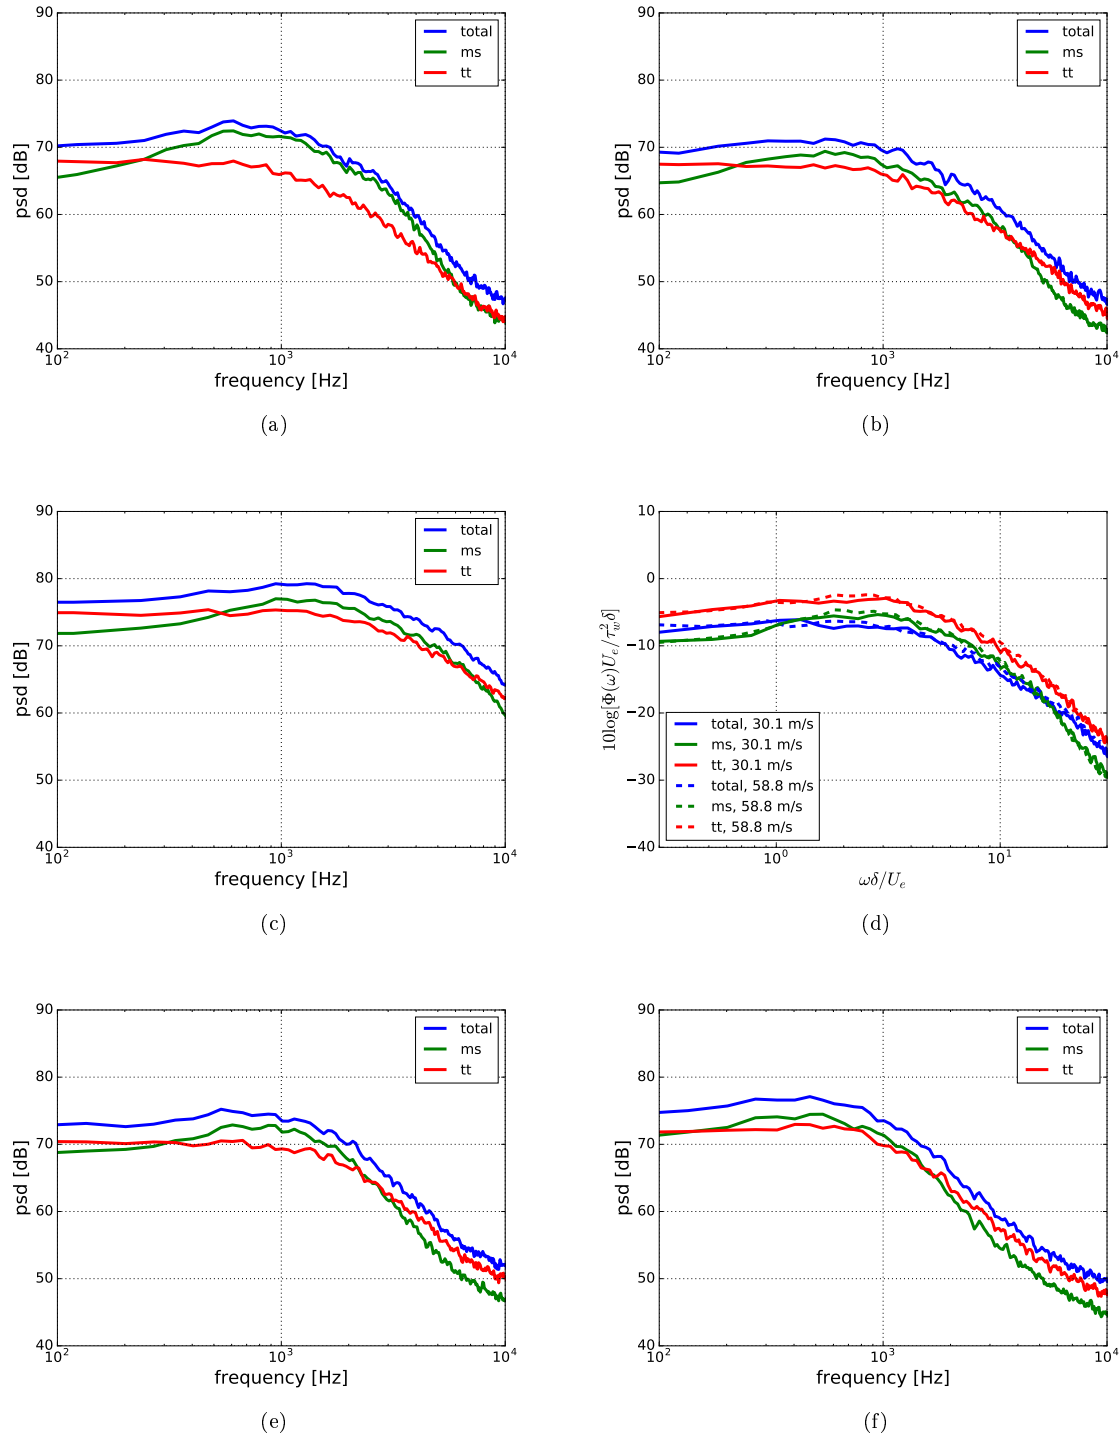 90
80
70
60
50
40
psd [dB]
10^2
10^3
10^4
frequency [Hz]
total
ms
tt
(a)
90
80
70
60
50
40
psd [dB]
10^2
10^3
10^4
frequency [Hz]
total
ms
tt
(b)
90
80
70
60
50
40
psd [dB]
10^2
10^3
10^4
frequency [Hz]
total
ms
tt
(c)
10
0
−10
−20
−30
−40
10log[Φ(ω)U_e/τ_w^2δ]
total, 30.1 m/s
ms, 30.1 m/s
tt, 30.1 m/s
total, 58.8 m/s
ms, 58.8 m/s
tt, 58.8 m/s
10^0
10^1
ωδ/U_e
(d)
90
80
70
60
50
40
psd [dB]
10^2
10^3
10^4
frequency [Hz]
total
ms
tt
(e)
90
80
70
60
50
40
psd [dB]
10^2
10^3
10^4
frequency [Hz]
total
ms
tt
(f)